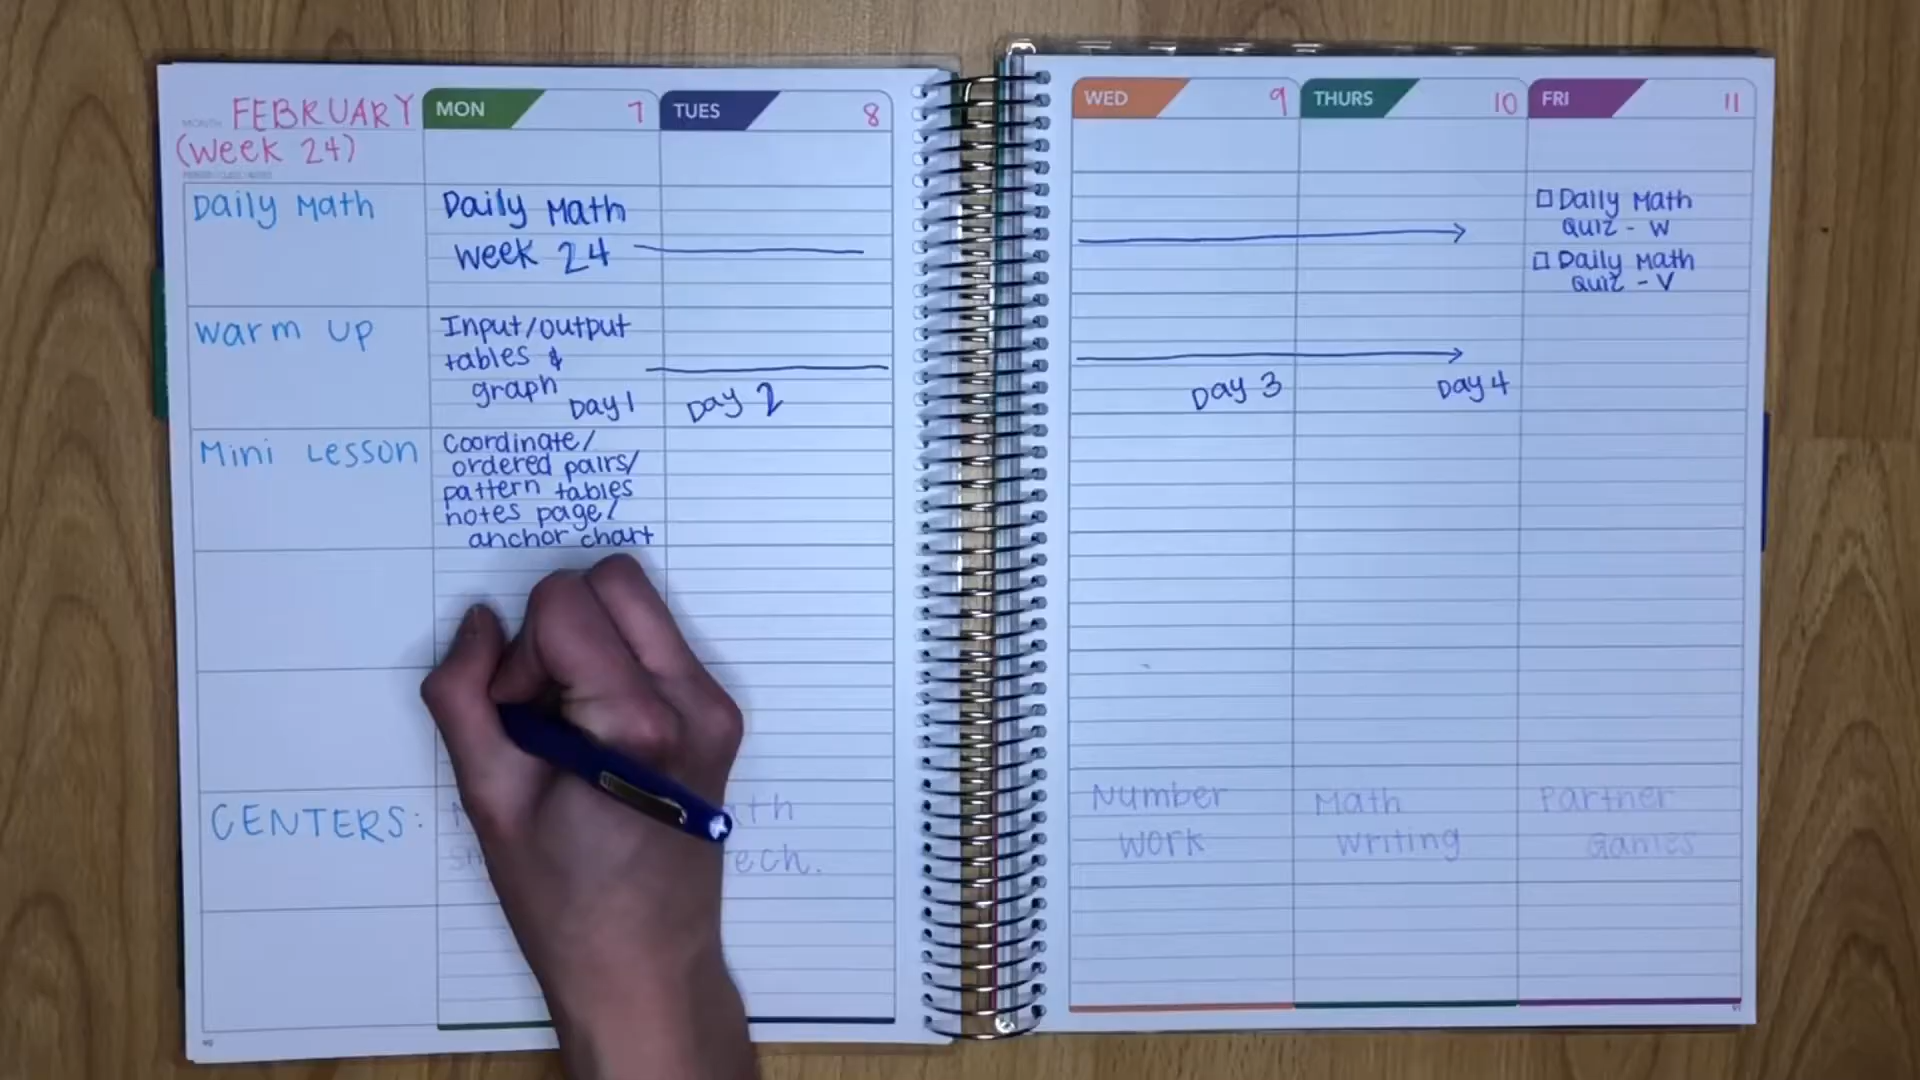 MONTH FEBRUARY
(Week 24)
MON 7
TUES 8
WED 9
THURS 10
FRI 11
Daily Math
Daily Math
Week 24
☐ Daily Math
Quiz - W
☐ Daily Math
Quiz - V
Warm Up
Input/output
tables &
graph
Day 1
Day 2
Day 3
Day 4
Mini Lesson
Coordinate/
ordered pairs/
pattern tables
notes page/
anchor chart
CENTERS:
Number
Work
Math
Writing
Partner
Games